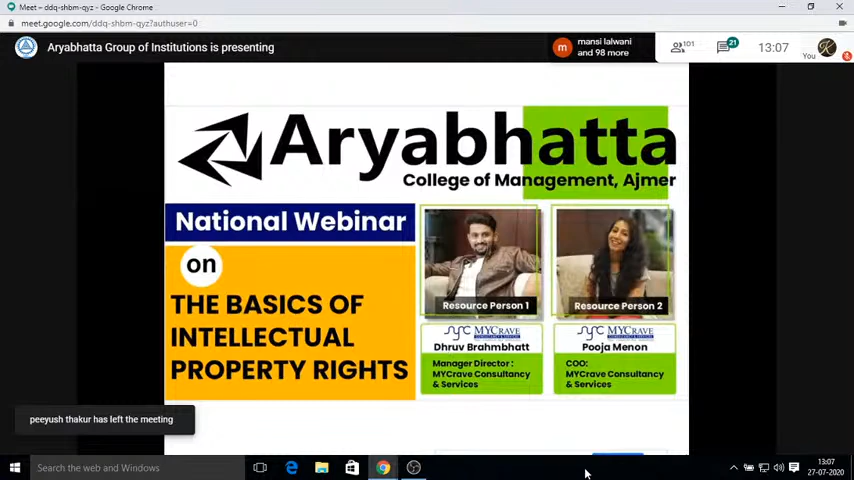 Meet – ddq-shbm-qyz - Google Chrome
meet.google.com/ddq-shbm-qyz?authuser=0
Aryabhatta Group of Institutions is presenting
m
mansi lalwani
and 98 more
101
21
13:07
You
Aryabhatta
College of Management, Ajmer
National Webinar
on
THE BASICS OF
INTELLECTUAL
PROPERTY RIGHTS
Resource Person 1
Resource Person 2
MYCRAVE
MYCRAVE
Dhruv Brahmbhatt
Pooja Menon
Manager Director :
MYCrave Consultancy
& Services
COO:
MYCrave Consultancy
& Services
peeyush thakur has left the meeting
Search the web and Windows
13:07
27-07-2020